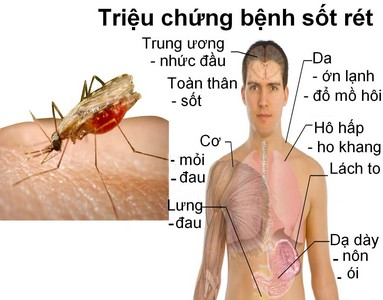 Triệu chứng bệnh sốt rét
Trung ương
- nhức đầu
Toàn thân
- sốt
Da
- ớn lạnh
- đổ mồ hôi
Hô hấp
- ho khang
Cơ
- mỏi
- đau
Lách to
Lưng
-đau
Dạ dày
- nôn
- ói